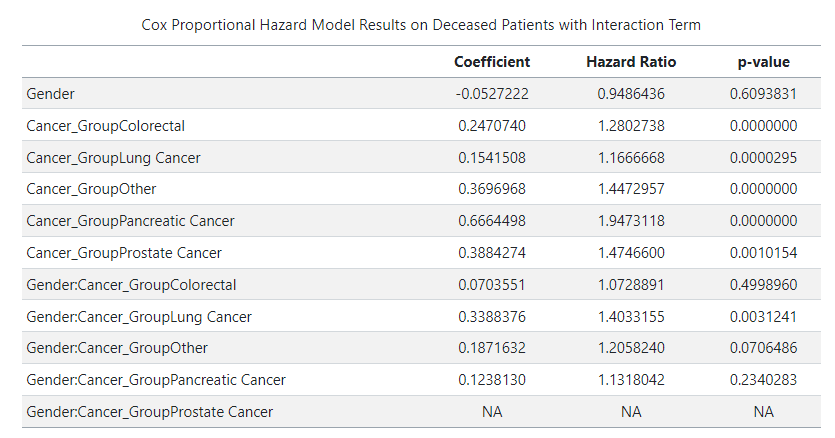 Cox Proportional Hazard Model Results on Deceased Patients with Interaction Term
Coefficient Hazard Ratio p-value
Gender -0.0527222 0.9486436 0.6093831
Cancer_GroupColorectal 0.2470740 1.2802738 0.0000000
Cancer_GroupLung Cancer 0.1541508 1.1666668 0.0000295
Cancer_GroupOther 0.3696968 1.4472957 0.0000000
Cancer_GroupPancreatic Cancer 0.6664498 1.9473118 0.0000000
Cancer_GroupProstate Cancer 0.3884274 1.4746600 0.0010154
Gender:Cancer_GroupColorectal 0.0703551 1.0728891 0.4998960
Gender:Cancer_GroupLung Cancer 0.3388376 1.4033155 0.0031241
Gender:Cancer_GroupOther 0.1871632 1.2058240 0.0706486
Gender:Cancer_GroupPancreatic Cancer 0.1238130 1.1318042 0.2340283
Gender:Cancer_GroupProstate Cancer NA NA NA